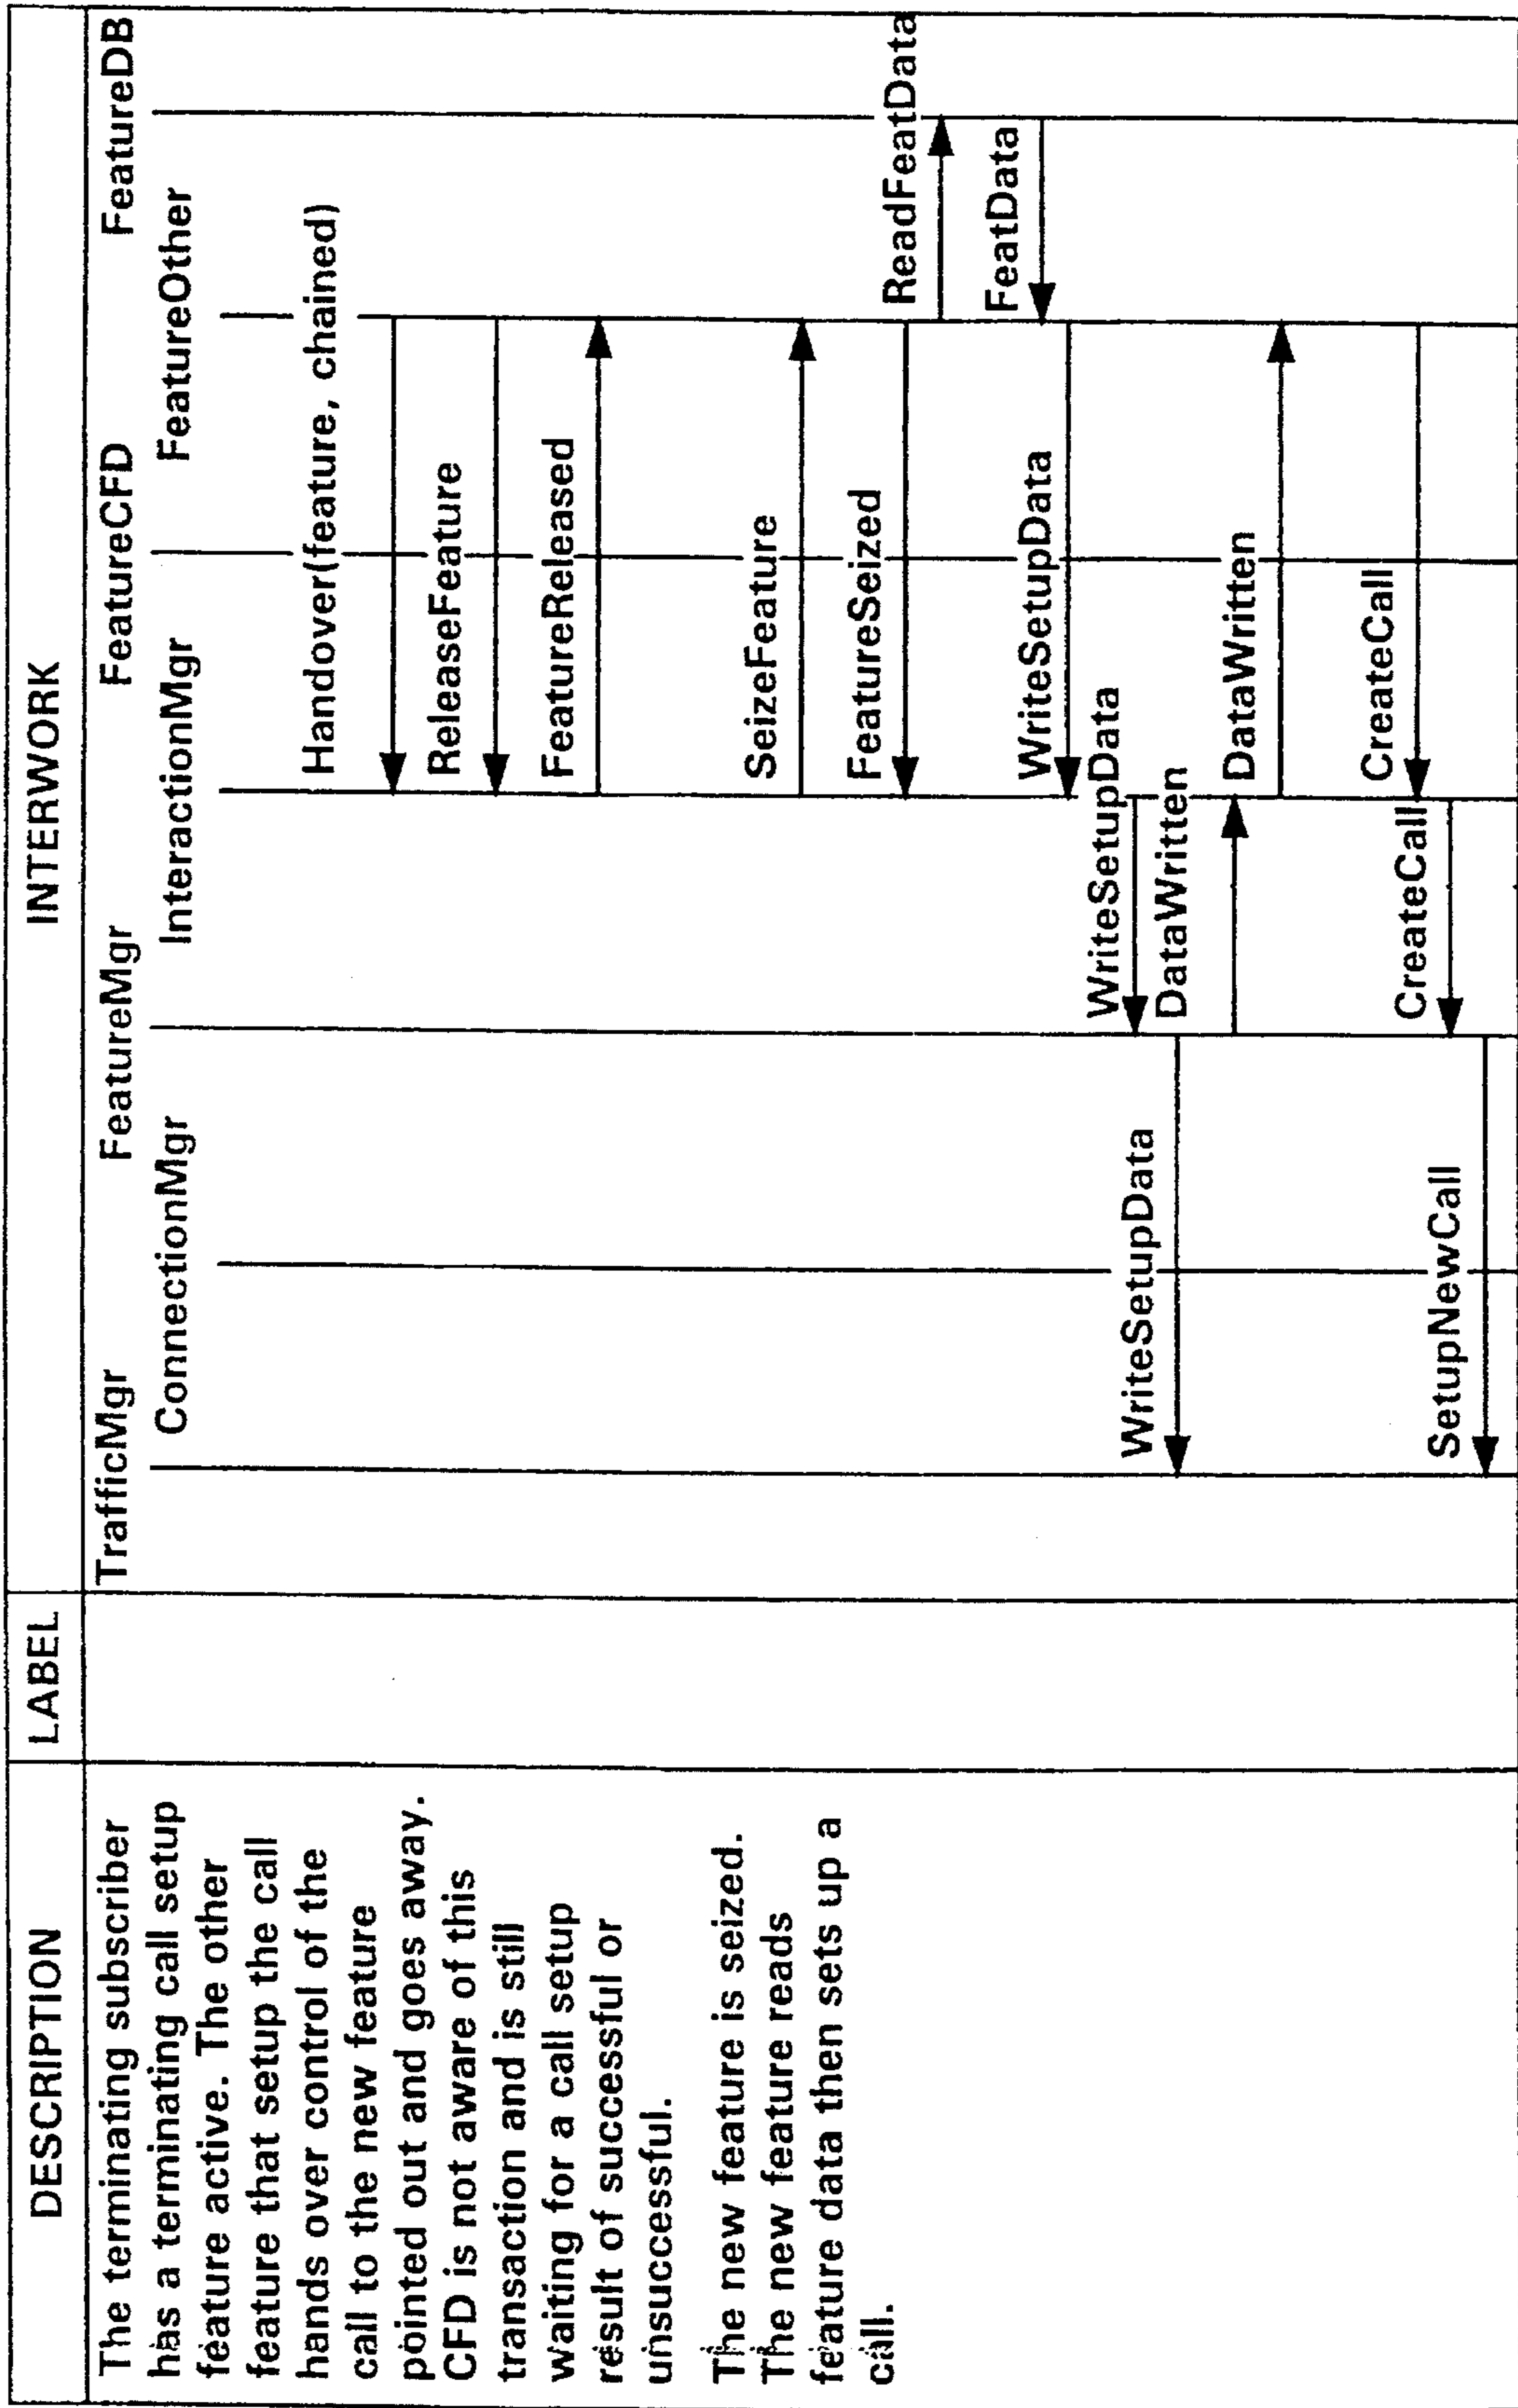 DESCRIPTION
LABEL
INTERWORK
The terminating subscriber
has a terminating call setup
feature active. The other
feature that setup the call
hands over control of the
call to the new feature
pointed out and goes away.
CFD is not aware of this
transaction and is still
waiting for a call setup
result of successful or
unsuccessful.
The new feature is seized.
The new feature reads
feature data then sets up a
call.
TrafficMgr
FeatureMgr
FeatureCFD
FeatureDB
ConnectionMgr
InteractionMgr
FeatureOther
Handover(feature, chained)
ReleaseFeature
FeatureReleased
SeizeFeature
FeatureSeized
ReadFeatData
FeatData
WriteSetupData
WriteSetupData
WriteSetupData
DataWritten
DataWritten
CreateCall
CreateCall
SetupNewCall